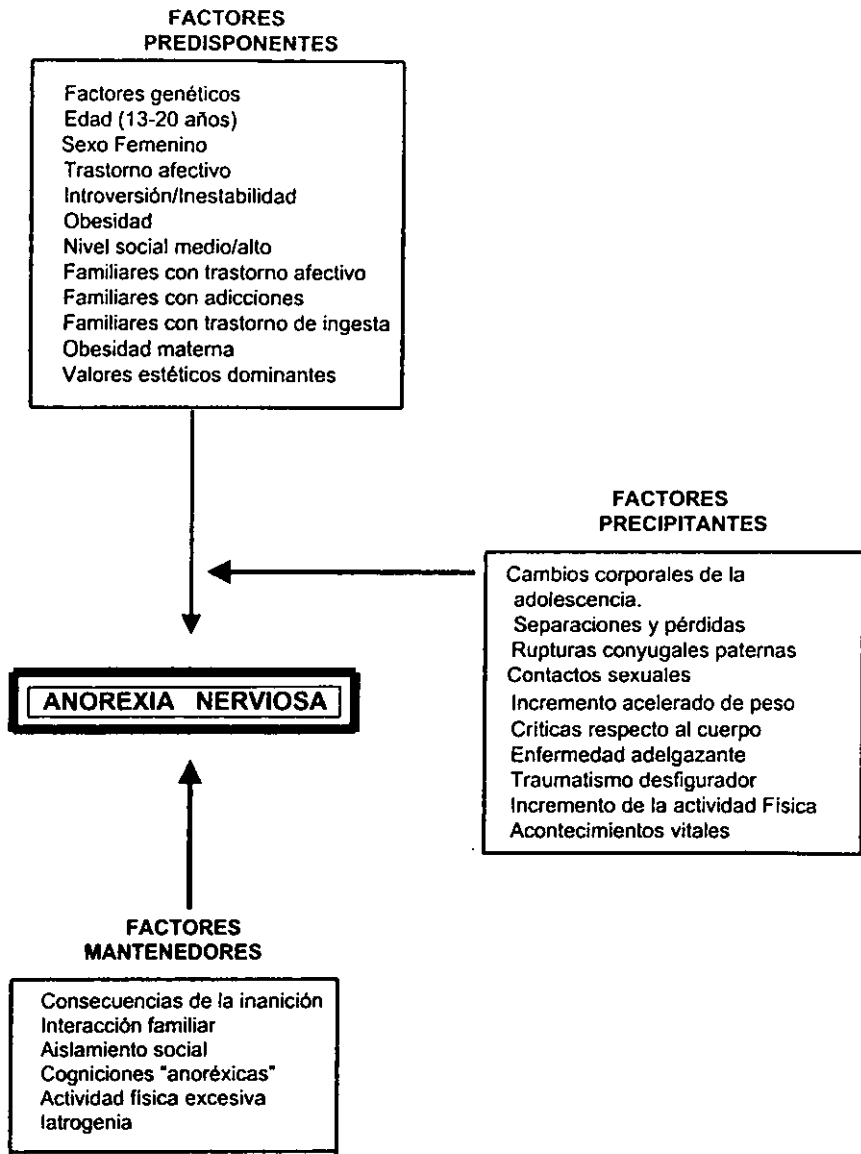 FACTORES
PREDISPONENTES
Factores genéticos
Edad (13-20 años)
Sexo Femenino
Trastorno afectivo
Introversión/Inestabilidad
Obesidad
Nivel social medio/alto
Familiares con trastorno afectivo
Familiares con adicciones
Familiares con trastorno de ingesta
Obesidad materna
Valores estéticos dominantes
FACTORES
PRECIPITANTES
Cambios corporales de la
adolescencia.
Separaciones y pérdidas
Rupturas conyugales paternas
Contactos sexuales
Incremento acelerado de peso
Criticas respecto al cuerpo
Enfermedad adelgazante
Traumatismo desfigurador
Incremento de la actividad Física
Acontecimientos vitales
ANOREXIA NERVIOSA
FACTORES
MANTENEDORES
Consecuencias de la inanición
Interacción familiar
Aislamiento social
Cogniciones "anoréxicas"
Actividad física excesiva
Iatrogenia